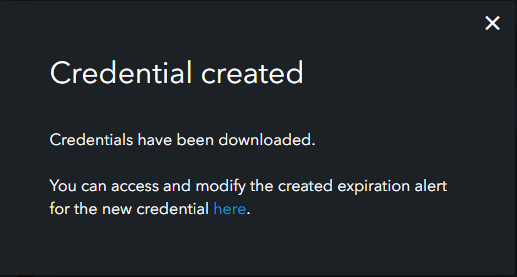 Credential created
Credentials have been downloaded.
You can access and modify the created expiration alert
for the new credential here.